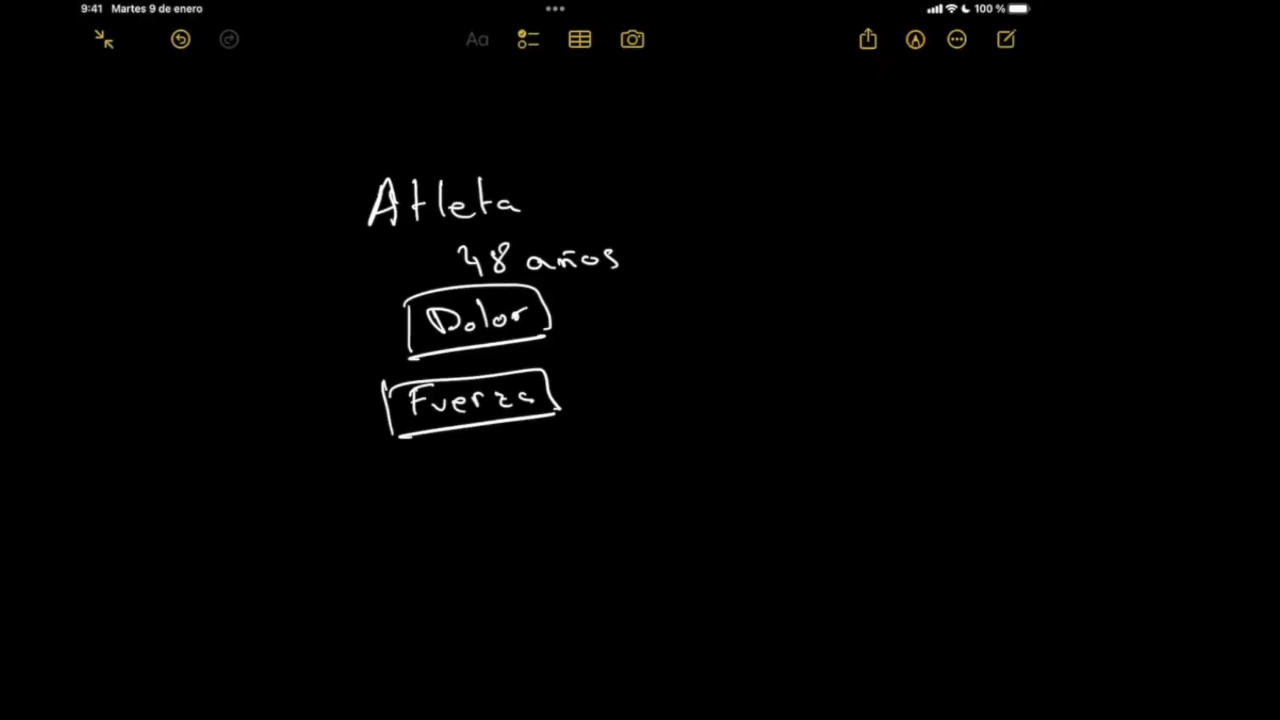 9:41 Martes 9 de enero
100 %
Aa
Atleta
48 años
Dolor
Fuerza